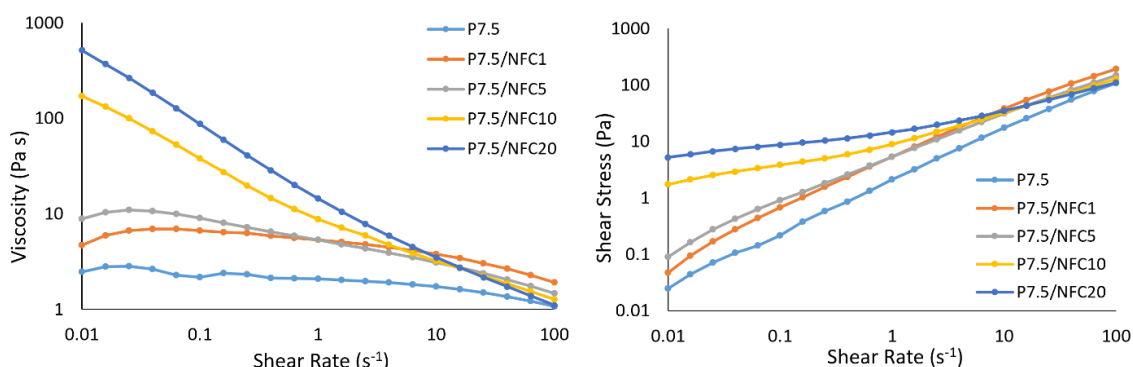 Viscosity (Pa s)
1000
100
10
1
0.01
0.1
1
10
100
Shear Rate (s-1)
P7.5
P7.5/NFC1
P7.5/NFC5
P7.5/NFC10
P7.5/NFC20
Shear Stress (Pa)
1000
100
10
1
0.1
0.01
0.01
0.1
1
10
100
Shear Rate (s-1)
P7.5
P7.5/NFC1
P7.5/NFC5
P7.5/NFC10
P7.5/NFC20